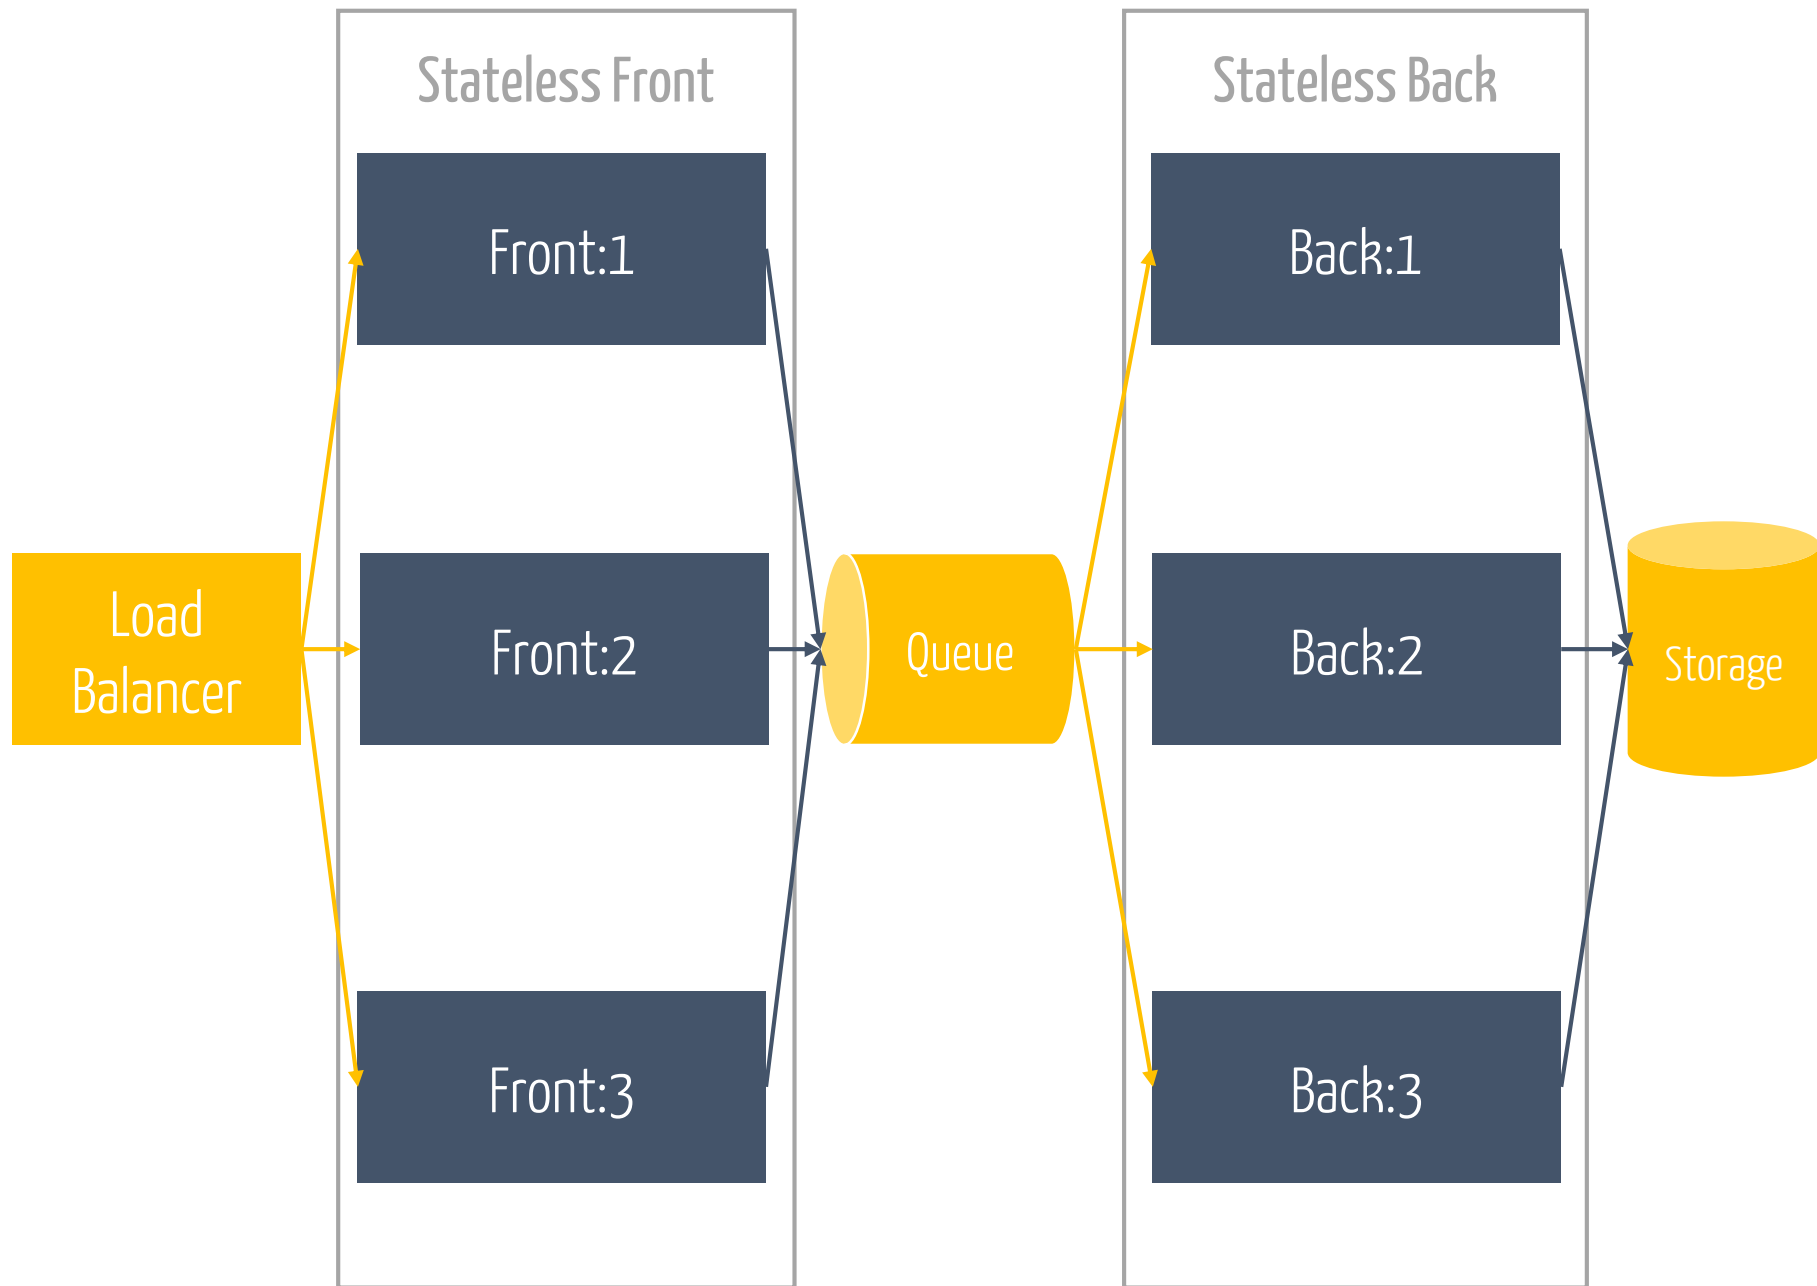 Stateless Front
Stateless Back
Front:1
Back:1
Load
Balancer
Front:2
Queue
Back:2
Storage
Front:3
Back:3